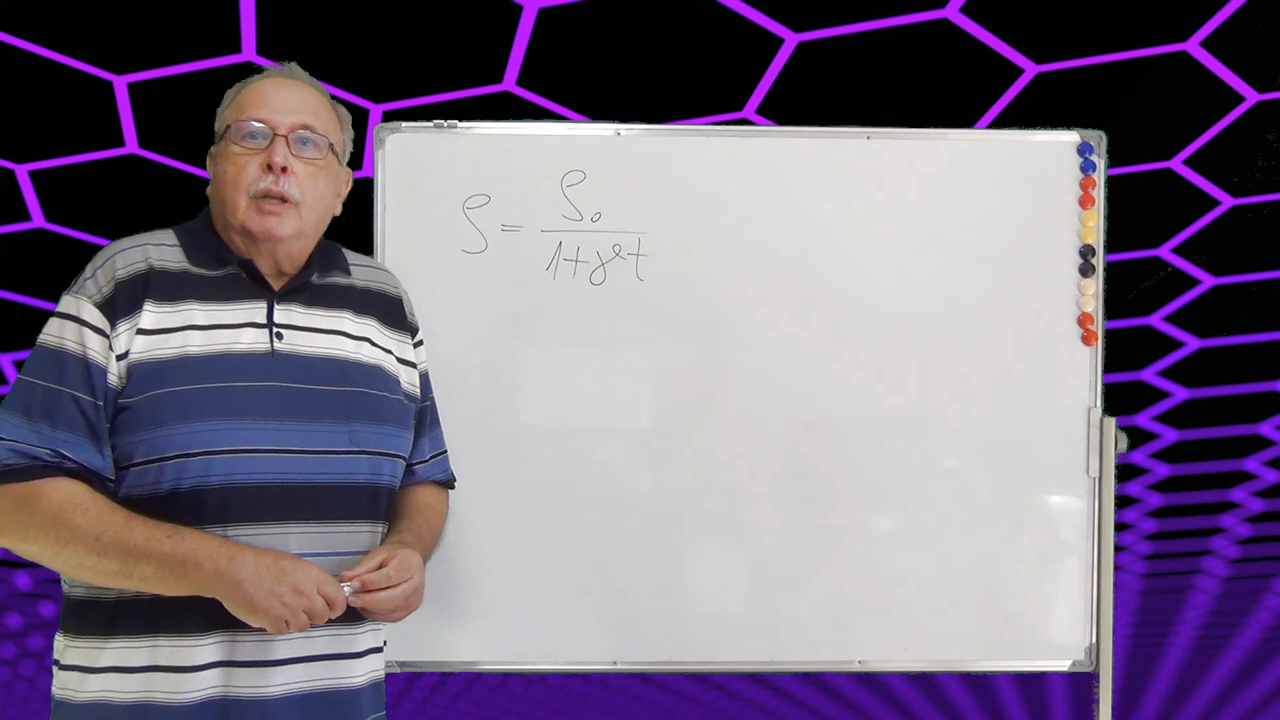 ρ = ρ₀ / (1+γt)